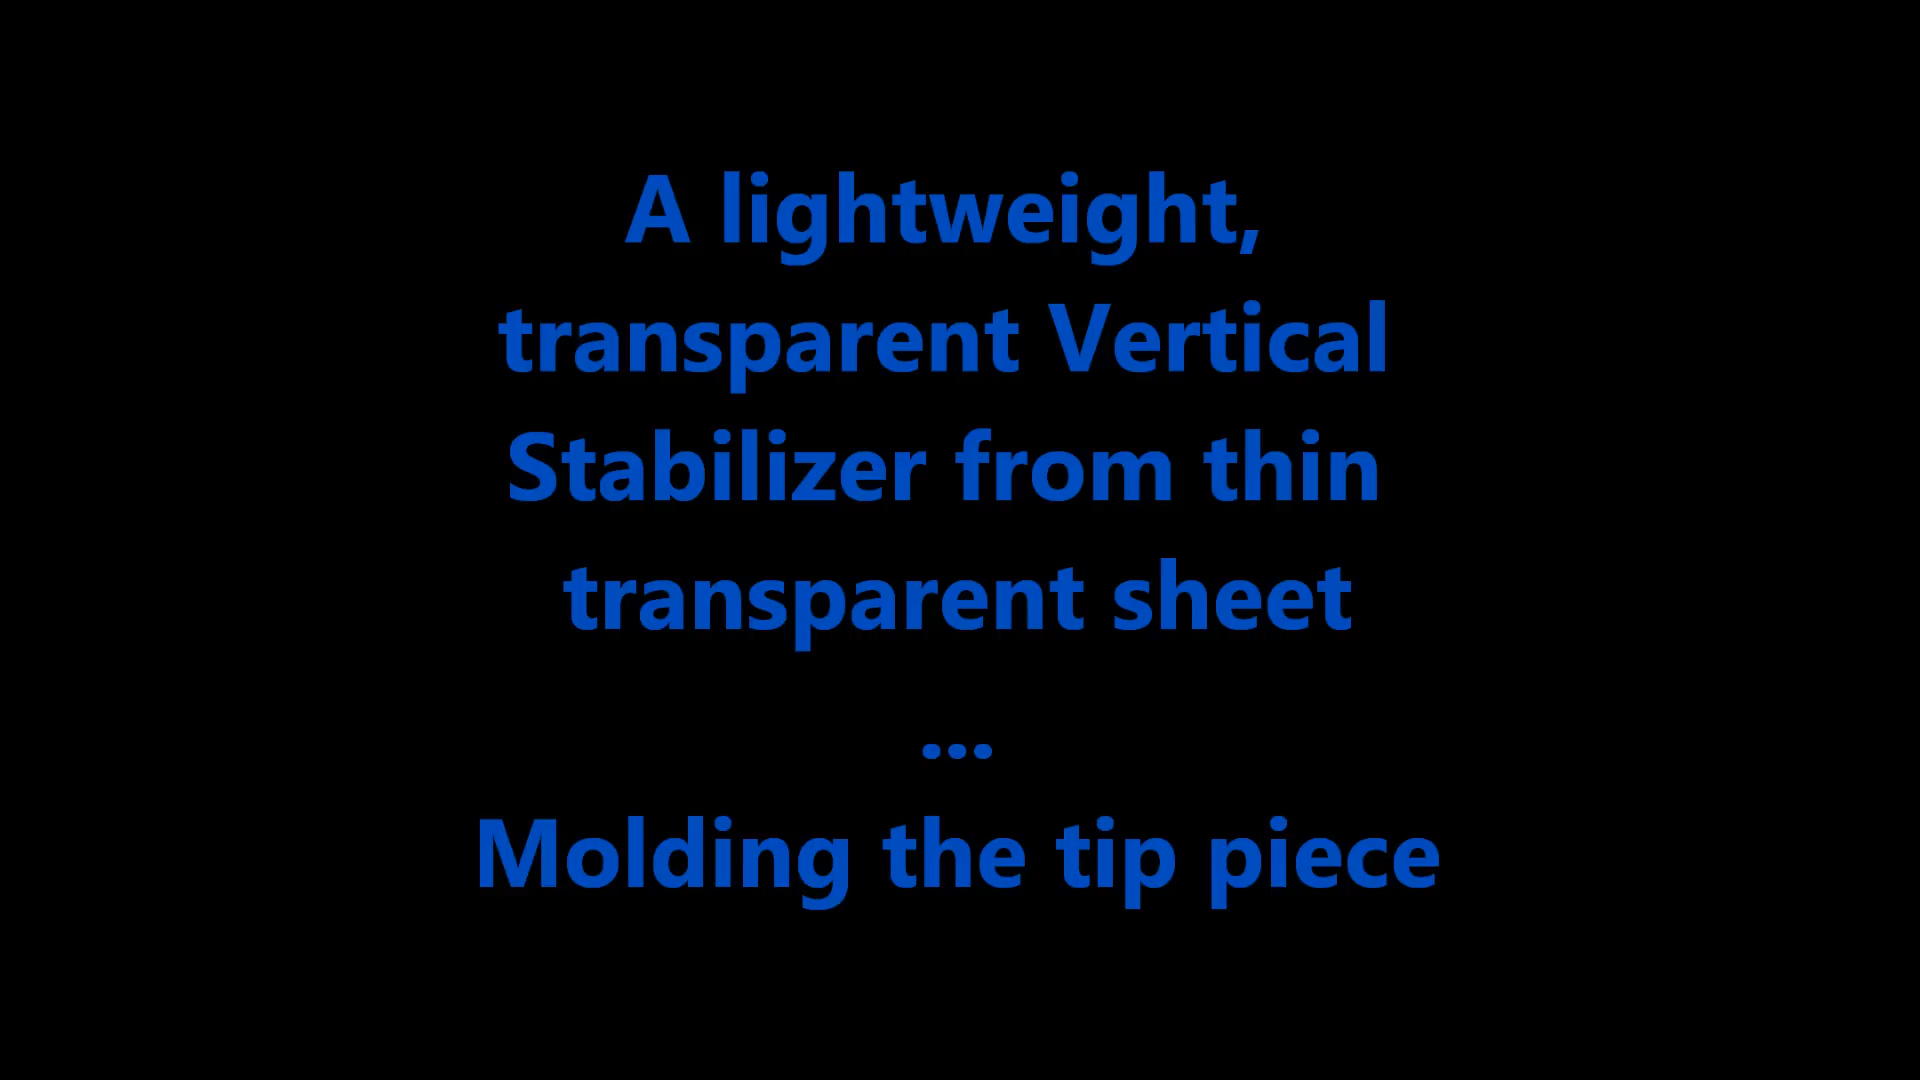 A lightweight,
transparent Vertical
Stabilizer from thin
transparent sheet
...
Molding the tip piece